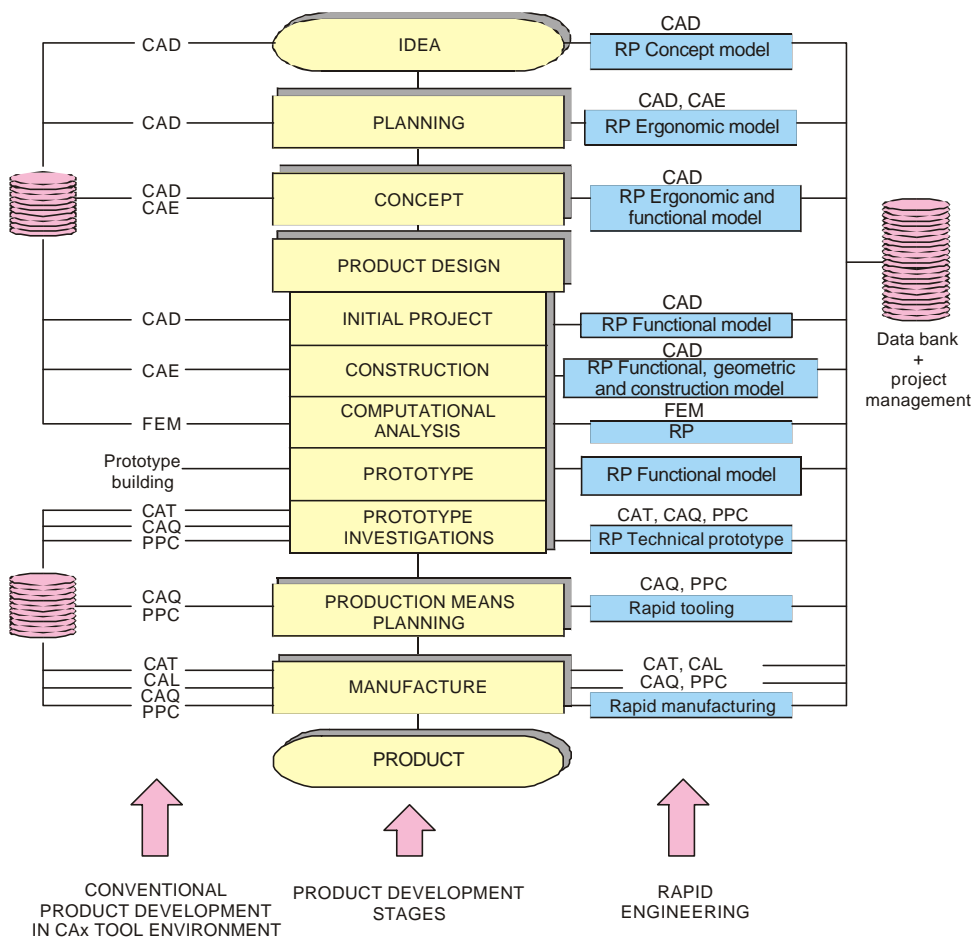 CAD
IDEA
CAD
RP Concept model
CAD
PLANNING
CAD, CAE
RP Ergonomic model
CAD
CAE
CONCEPT
CAD
RP Ergonomic and
functional model
PRODUCT DESIGN
CAD
INITIAL PROJECT
CAD
RP Functional model
Data bank
+
project
management
CAE
CONSTRUCTION
CAD
RP Functional, geometric
and construction model
FEM
COMPUTATIONAL
ANALYSIS
FEM
RP
Prototype
building
PROTOTYPE
RP Functional model
CAT
CAQ
PPC
PROTOTYPE
INVESTIGATIONS
CAT, CAQ, PPC
RP Technical prototype
CAQ
PPC
PRODUCTION MEANS
PLANNING
CAQ, PPC
Rapid tooling
CAT
CAL
CAQ
PPC
MANUFACTURE
CAT, CAL
CAQ, PPC
Rapid manufacturing
PRODUCT
CONVENTIONAL
PRODUCT DEVELOPMENT
IN CAx TOOL ENVIRONMENT
PRODUCT DEVELOPMENT
STAGES
RAPID
ENGINEERING